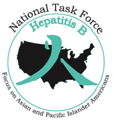 National Task Force
Hepatitis B
Focus on Asian and Pacific Islander Americans